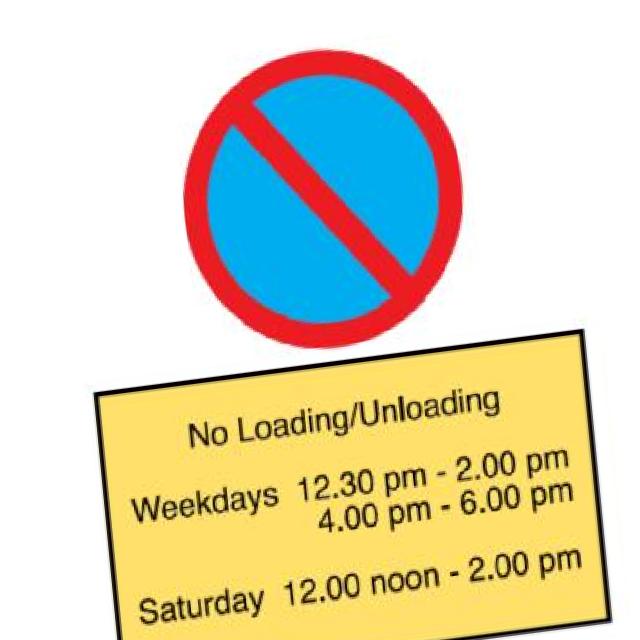 No Loading/Unloading
Weekdays 12.30 pm - 2.00 pm
4.00 pm - 6.00 pm
Saturday 12.00 noon - 2.00 pm